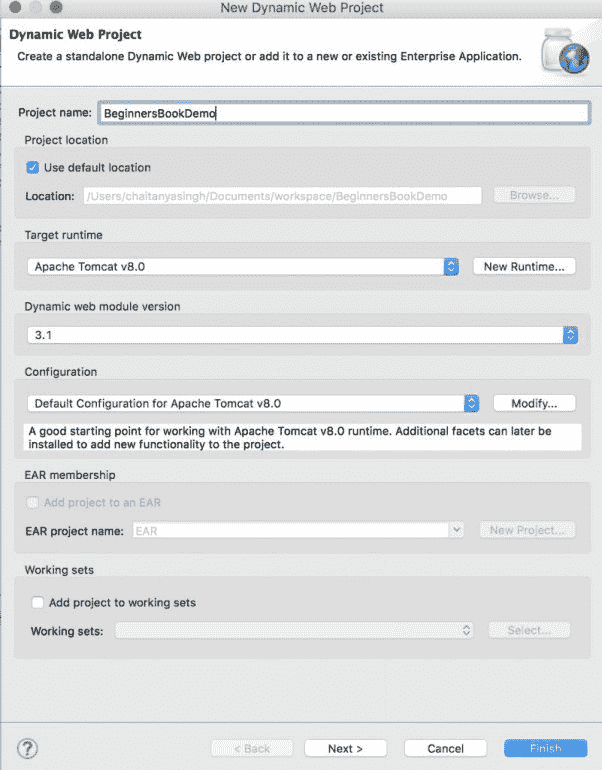 New Dynamic Web Project
Dynamic Web Project
Create a standalone Dynamic Web project or add it to a new or existing Enterprise Application.
Project name: BeginnersBookDemo
Project location
Use default location
Location: /Users/chaitanyasingh/Documents/workspace/BeginnersBookDemo Browse...
Target runtime
Apache Tomcat v8.0 New Runtime...
Dynamic web module version
3.1
Configuration
Default Configuration for Apache Tomcat v8.0 Modify...
A good starting point for working with Apache Tomcat v8.0 runtime. Additional facets can later be
installed to add new functionality to the project.
EAR membership
Add project to an EAR
EAR project name: EAR New Project...
Working sets
Add project to working sets
Working sets: Select...
? < Back Next > Cancel Finish